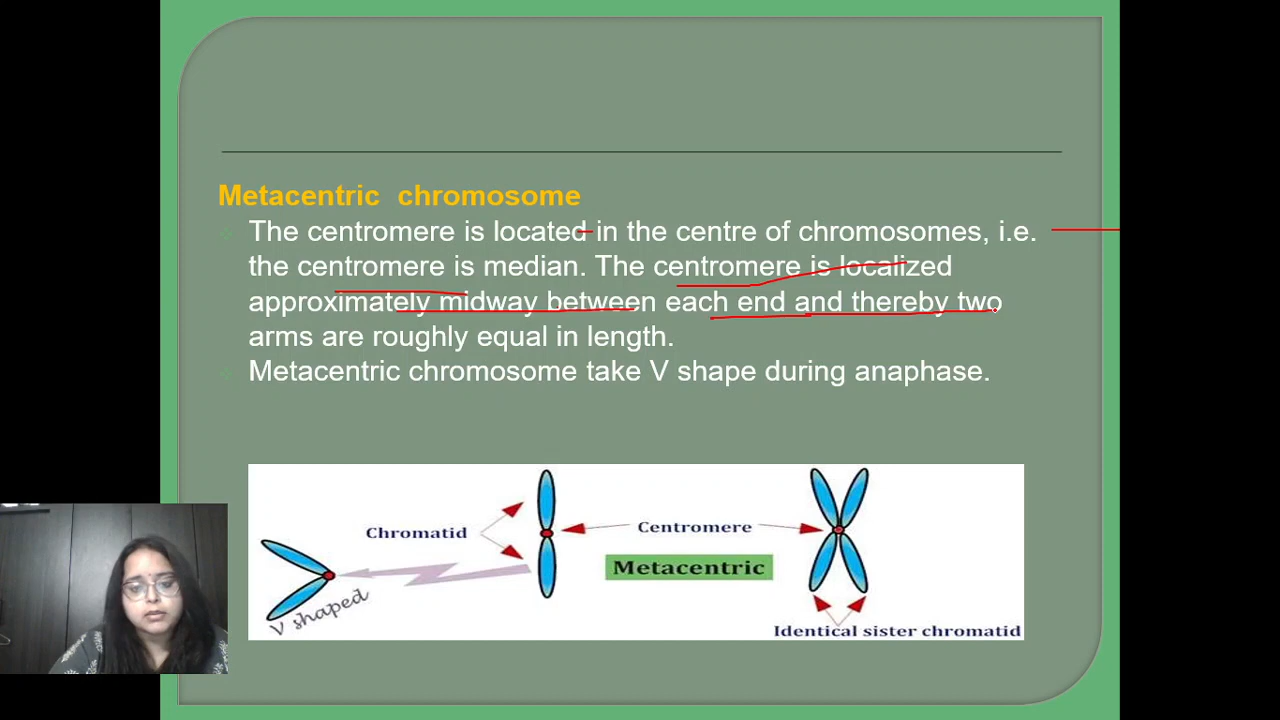 Metacentric chromosome
The centromere is located in the centre of chromosomes, i.e.
the centromere is median. The centromere is localized
approximately midway between each end and thereby two
arms are roughly equal in length.
Metacentric chromosome take V shape during anaphase.
Chromatid
Centromere
Metacentric
V shaped
Identical sister chromatid